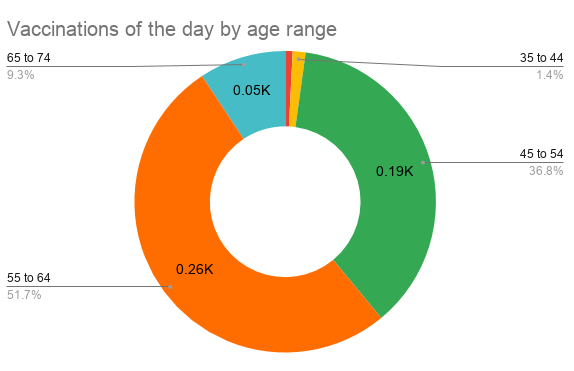 Vaccinations of the day by age range
65 to 74
9.3%
35 to 44
1.4%
0.05K
45 to 54
36.8%
0.19K
0.26K
55 to 64
51.7%